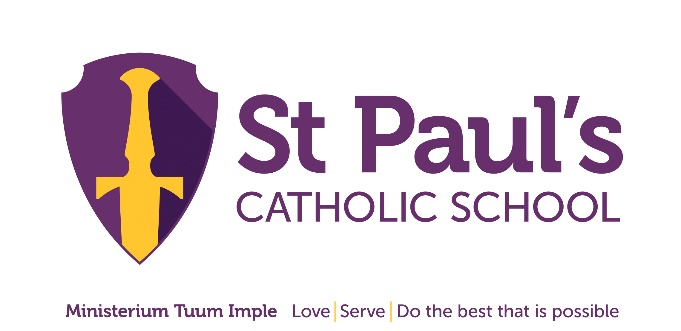 St Paul's
CATHOLIC SCHOOL
Ministerium Tuum Imple Love | Serve | Do the best that is possible